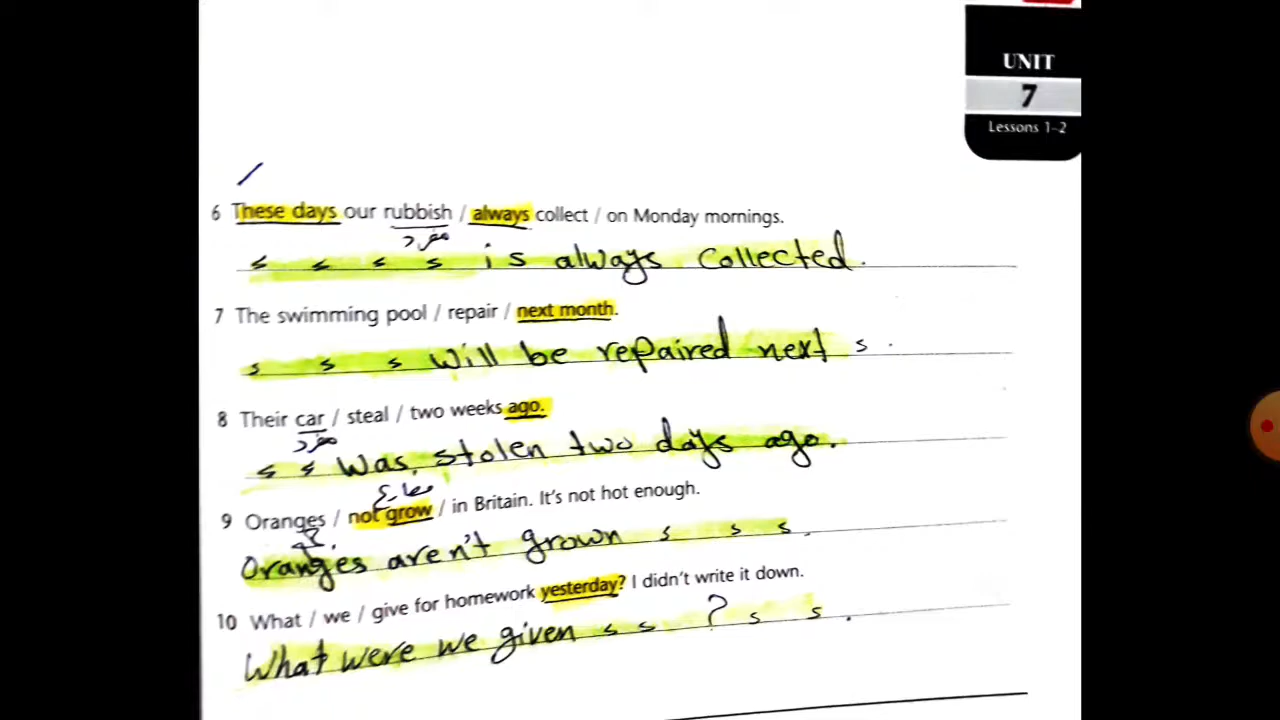 UNIT
7
Lessons 1-2
6 These days our rubbish / always collect / on Monday mornings.
مفرد
ء ء ء ء is always collected.
7 The swimming pool / repair / next month.
ء ء ء will be repaired next ء.
8 Their car / steal / two weeks ago.
مفرد
ء ء was stolen two days ago.
مضارع
9 Oranges / not grow / in Britain. It's not hot enough.
Oranges aren't grown ء ء ء.
10 What / we / give for homework yesterday? I didn't write it down.
What were we given ء ء ? ء ء.